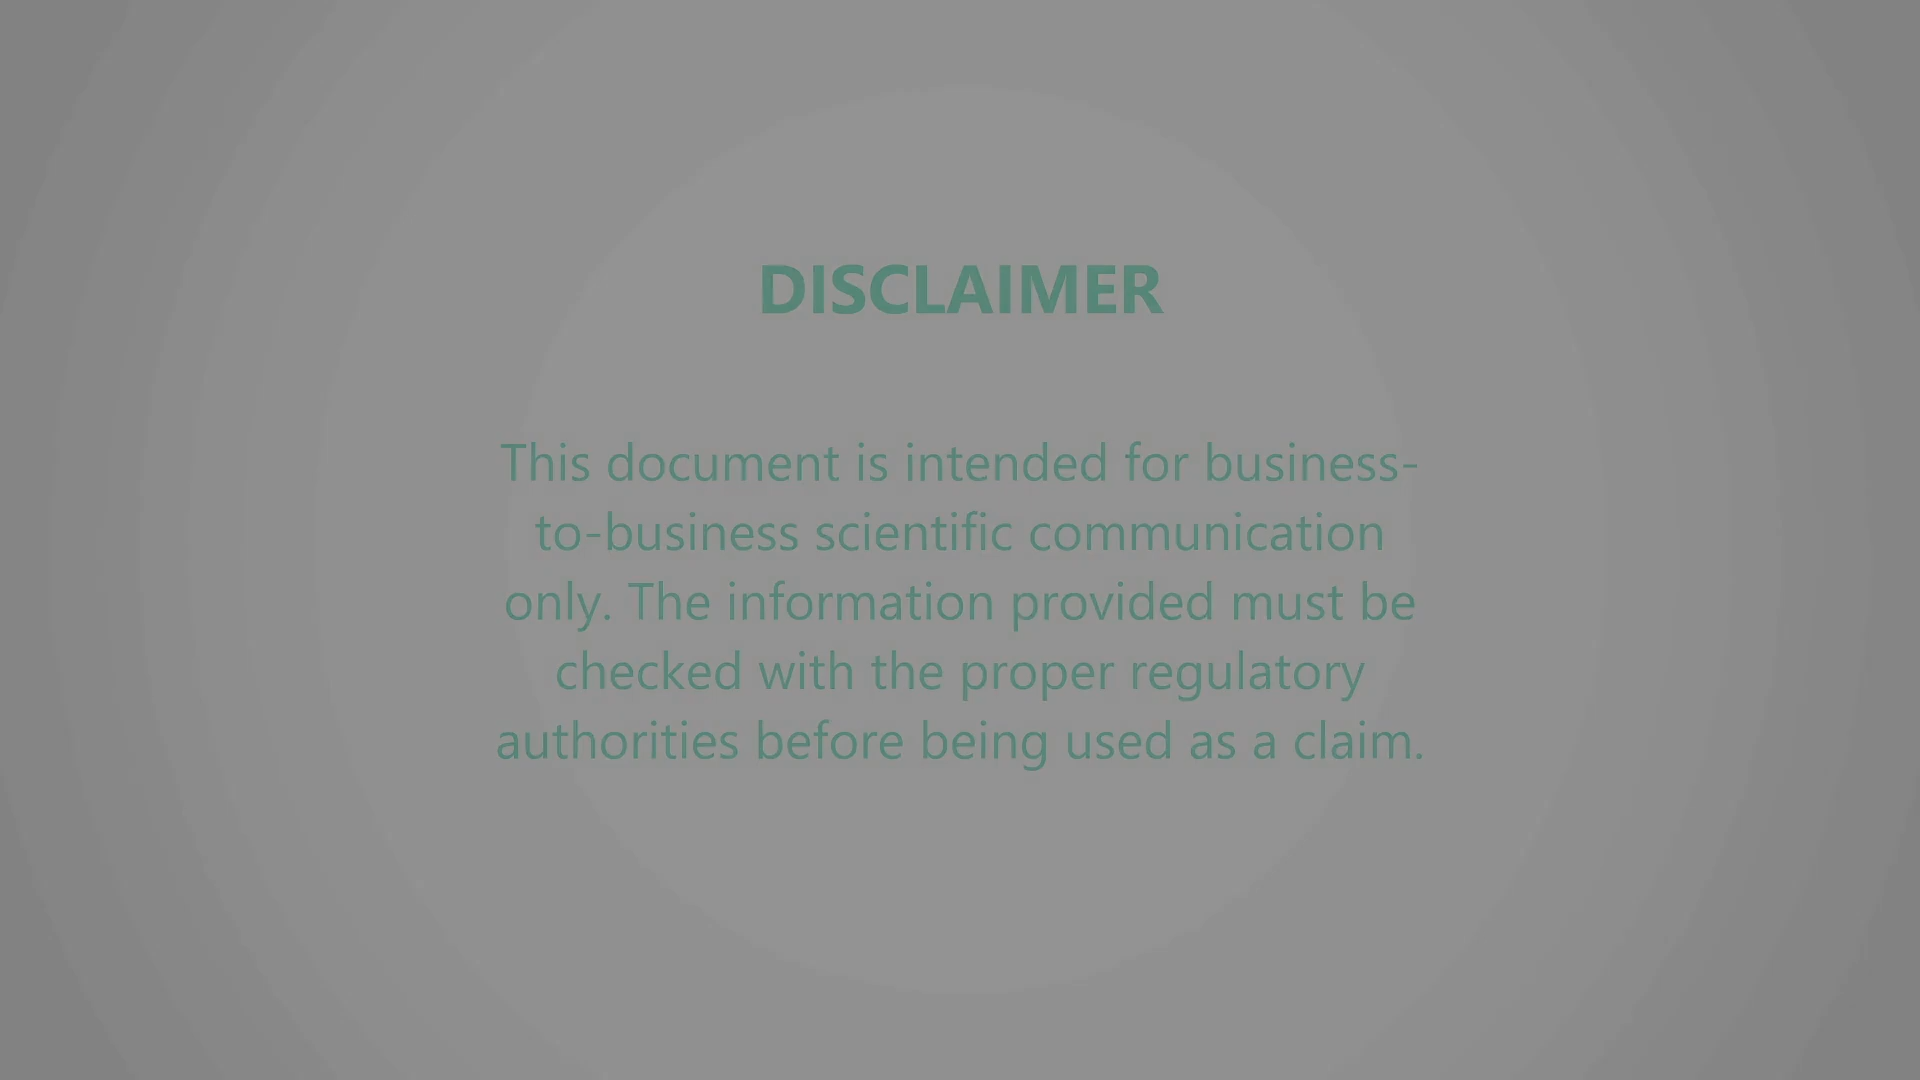 DISCLAIMER
This document is intended for business-
to-business scientific communication
only. The information provided must be
checked with the proper regulatory
authorities before being used as a claim.